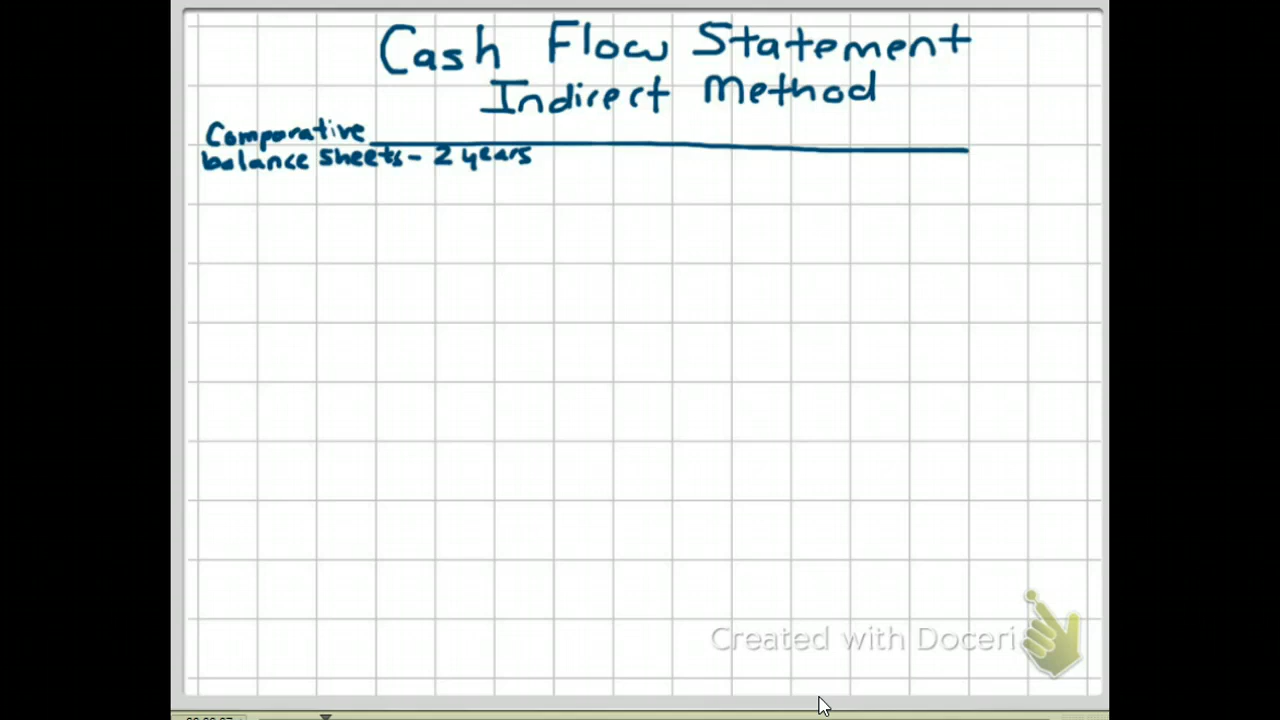 Cash Flow Statement
Indirect Method
Comparative
balance sheets - 2 years
Created with Doceri